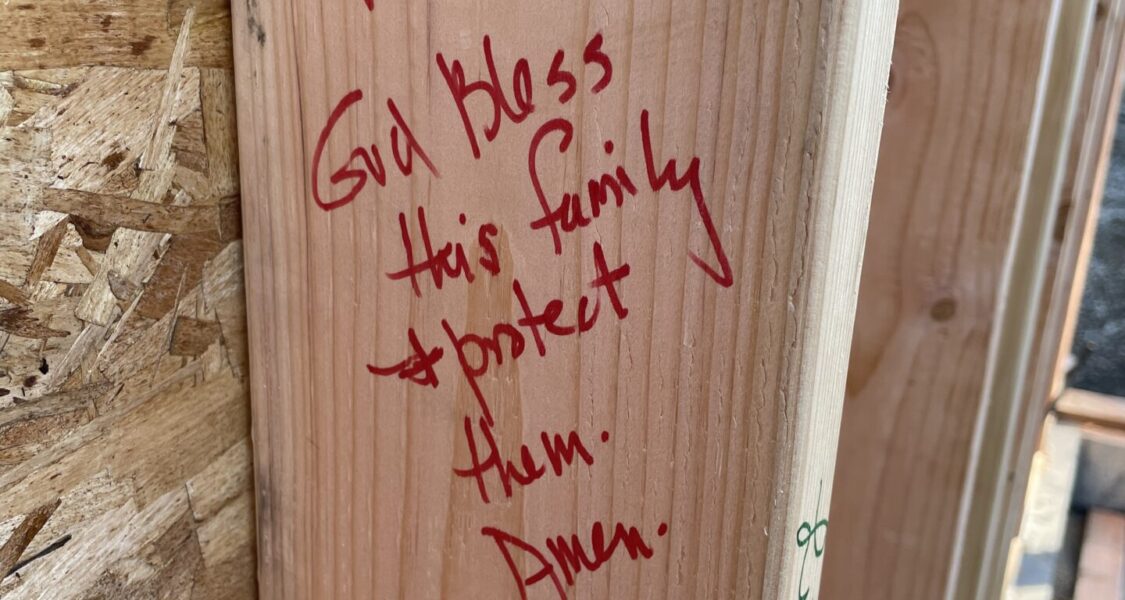 God Bless
this family
+ protect
them.
Amen.